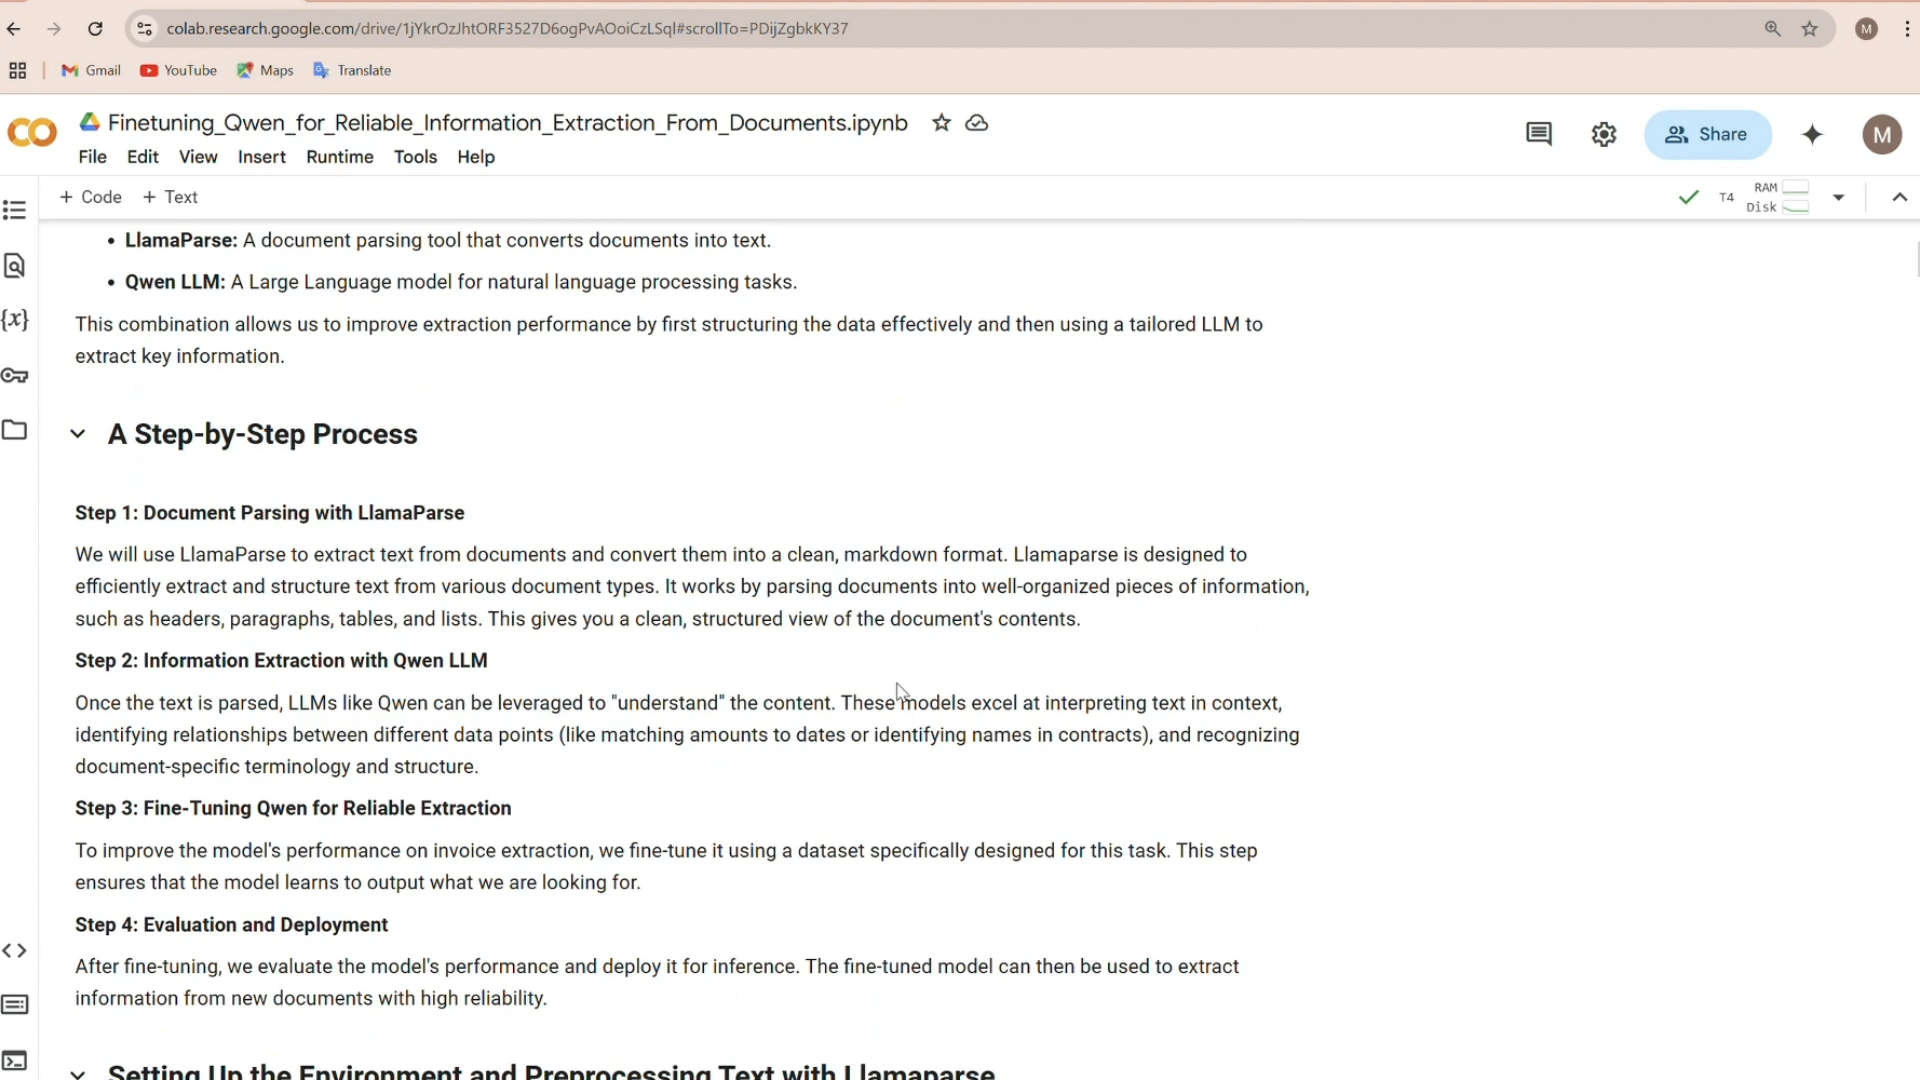 colab.research.google.com/drive/1jYkrOzJhtORF3527D6ogPvAOoiCzLSql#scrollTo=PDijZgbkKY37
M
Gmail YouTube Maps Translate
CO Finetuning_Qwen_for_Reliable_Information_Extraction_From_Documents.ipynb
File Edit View Insert Runtime Tools Help
Share
M
+ Code + Text
T4 RAM
Disk
• LlamaParse: A document parsing tool that converts documents into text.
• Qwen LLM: A Large Language model for natural language processing tasks.
This combination allows us to improve extraction performance by first structuring the data effectively and then using a tailored LLM to
extract key information.
A Step-by-Step Process
Step 1: Document Parsing with LlamaParse
We will use LlamaParse to extract text from documents and convert them into a clean, markdown format. Llamaparse is designed to
efficiently extract and structure text from various document types. It works by parsing documents into well-organized pieces of information,
such as headers, paragraphs, tables, and lists. This gives you a clean, structured view of the document's contents.
Step 2: Information Extraction with Qwen LLM
Once the text is parsed, LLMs like Qwen can be leveraged to "understand" the content. These models excel at interpreting text in context,
identifying relationships between different data points (like matching amounts to dates or identifying names in contracts), and recognizing
document-specific terminology and structure.
Step 3: Fine-Tuning Qwen for Reliable Extraction
To improve the model's performance on invoice extraction, we fine-tune it using a dataset specifically designed for this task. This step
ensures that the model learns to output what we are looking for.
Step 4: Evaluation and Deployment
After fine-tuning, we evaluate the model's performance and deploy it for inference. The fine-tuned model can then be used to extract
information from new documents with high reliability.
Setting Up the Environment and Preprocessing Text with Llamaparse